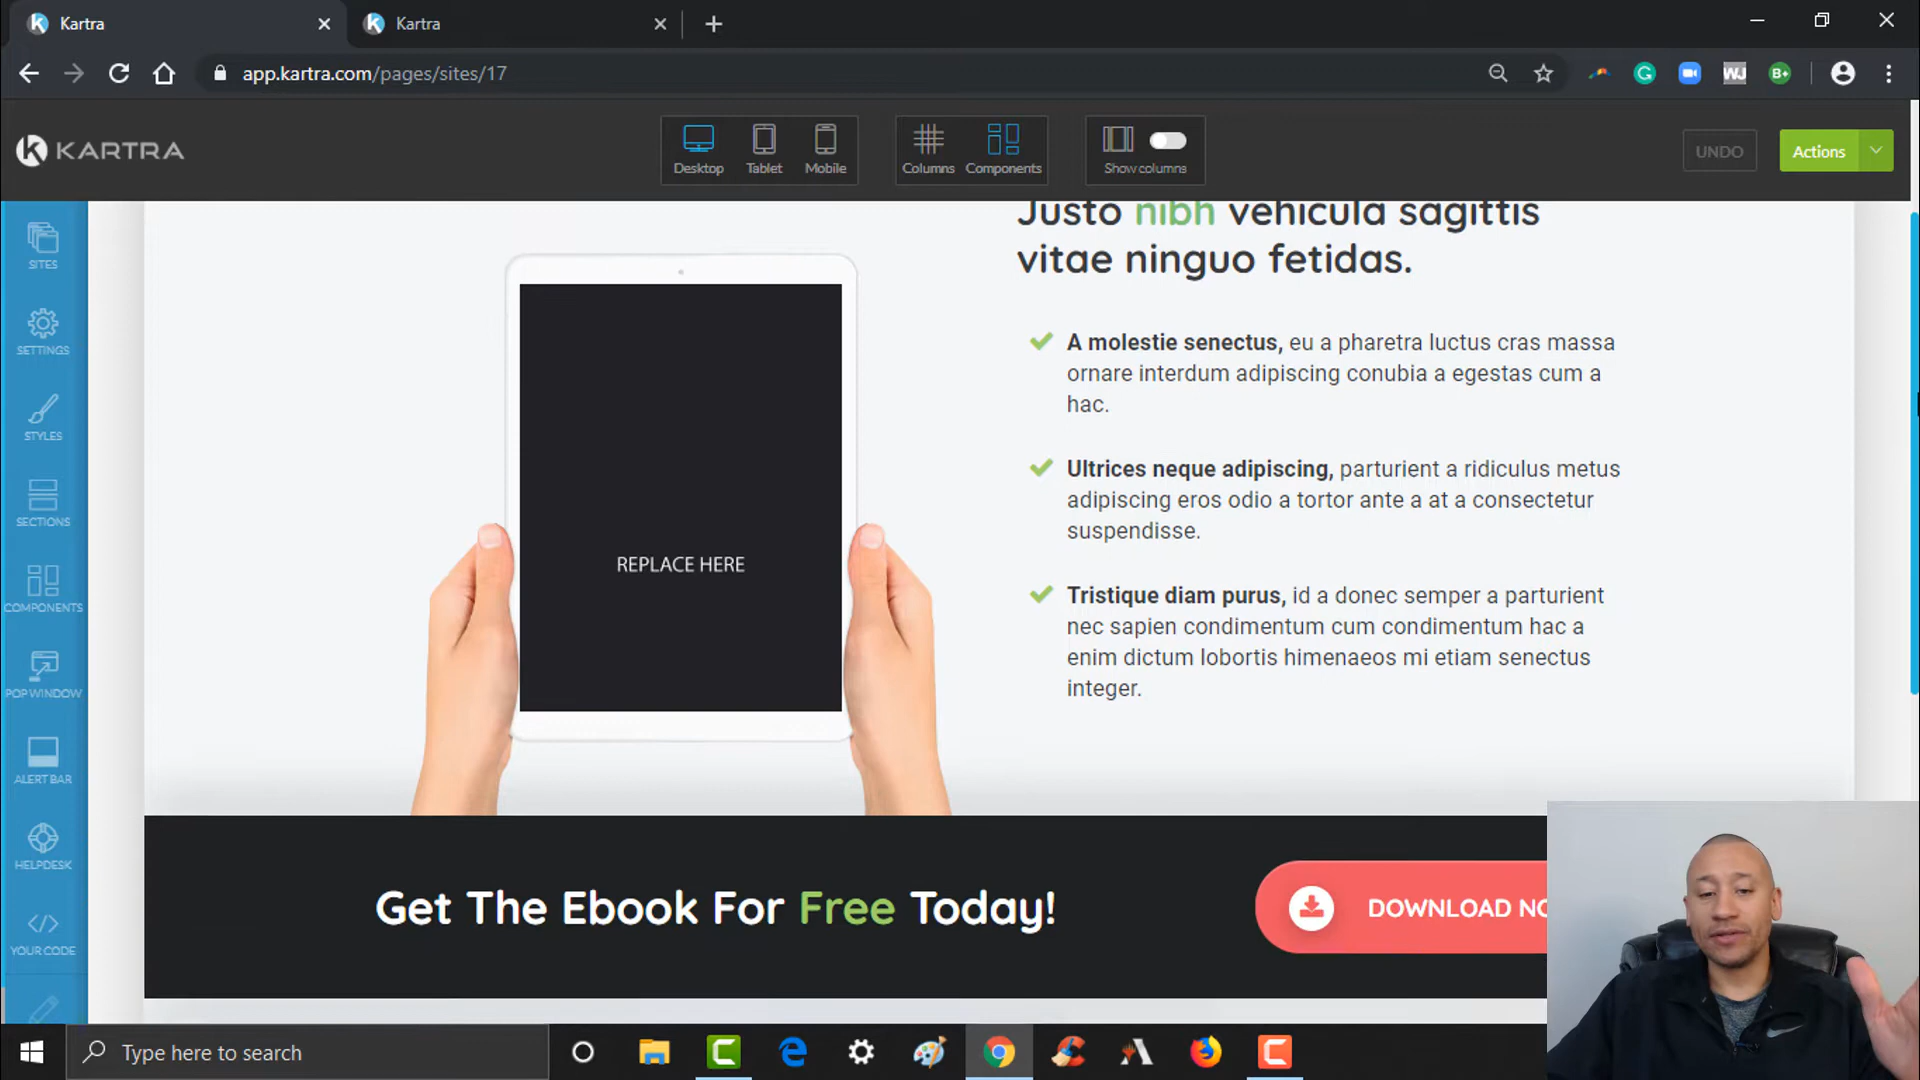 Kartra
Kartra
app.kartra.com/pages/sites/17
WJ
B+
KARTRA
Desktop
Tablet
Mobile
Columns
Components
Show columns
UNDO
Actions
SITES
SETTINGS
STYLES
SECTIONS
COMPONENTS
POP WINDOW
ALERT BAR
HELPDESK
YOUR CODE
Justo nibh vehicula sagittis
vitae ninguo fetidas.
A molestie senectus, eu a pharetra luctus cras massa
ornare interdum adipiscing conubia a egestas cum a
hac.
Ultrices neque adipiscing, parturient a ridiculus metus
adipiscing eros odio a tortor ante a at a consectetur
suspendisse.
Tristique diam purus, id a donec semper a parturient
nec sapien condimentum cum condimentum hac a
enim dictum lobortis himenaeos mi etiam senectus
integer.
REPLACE HERE
Get The Ebook For Free Today!
DOWNLOAD NO
Type here to search